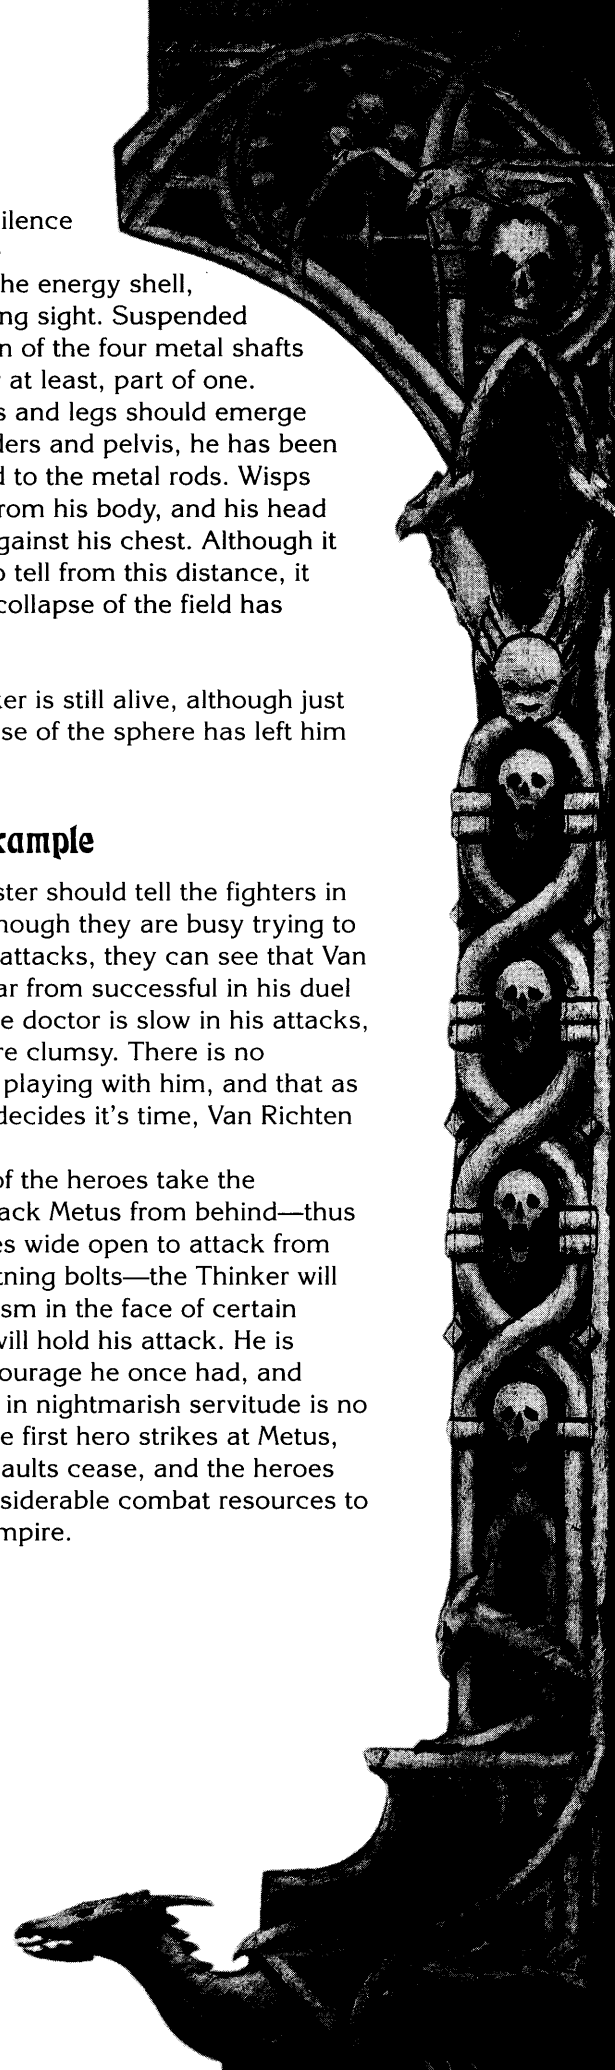 ilence
he energy shell,
ng sight. Suspended
n of the four metal shafts
at least, part of one.
s and legs should emerge
ders and pelvis, he has been
d to the metal rods. Wisps
rom his body, and his head
gainst his chest. Although it
o tell from this distance, it
collapse of the field has
ker is still alive, although just
se of the sphere has left him
xample
ster should tell the fighters in
hough they are busy trying to
attacks, they can see that Van
ar from successful in his duel
e doctor is slow in his attacks,
re clumsy. There is no
playing with him, and that as
decides it's time, Van Richten
of the heroes take the
ack Metus from behind—thus
es wide open to attack from
tning bolts—the Thinker will
sm in the face of certain
will hold his attack. He is
ourage he once had, and
in nightmarish servitude is no
e first hero strikes at Metus,
aults cease, and the heroes
siderable combat resources to
mpire.